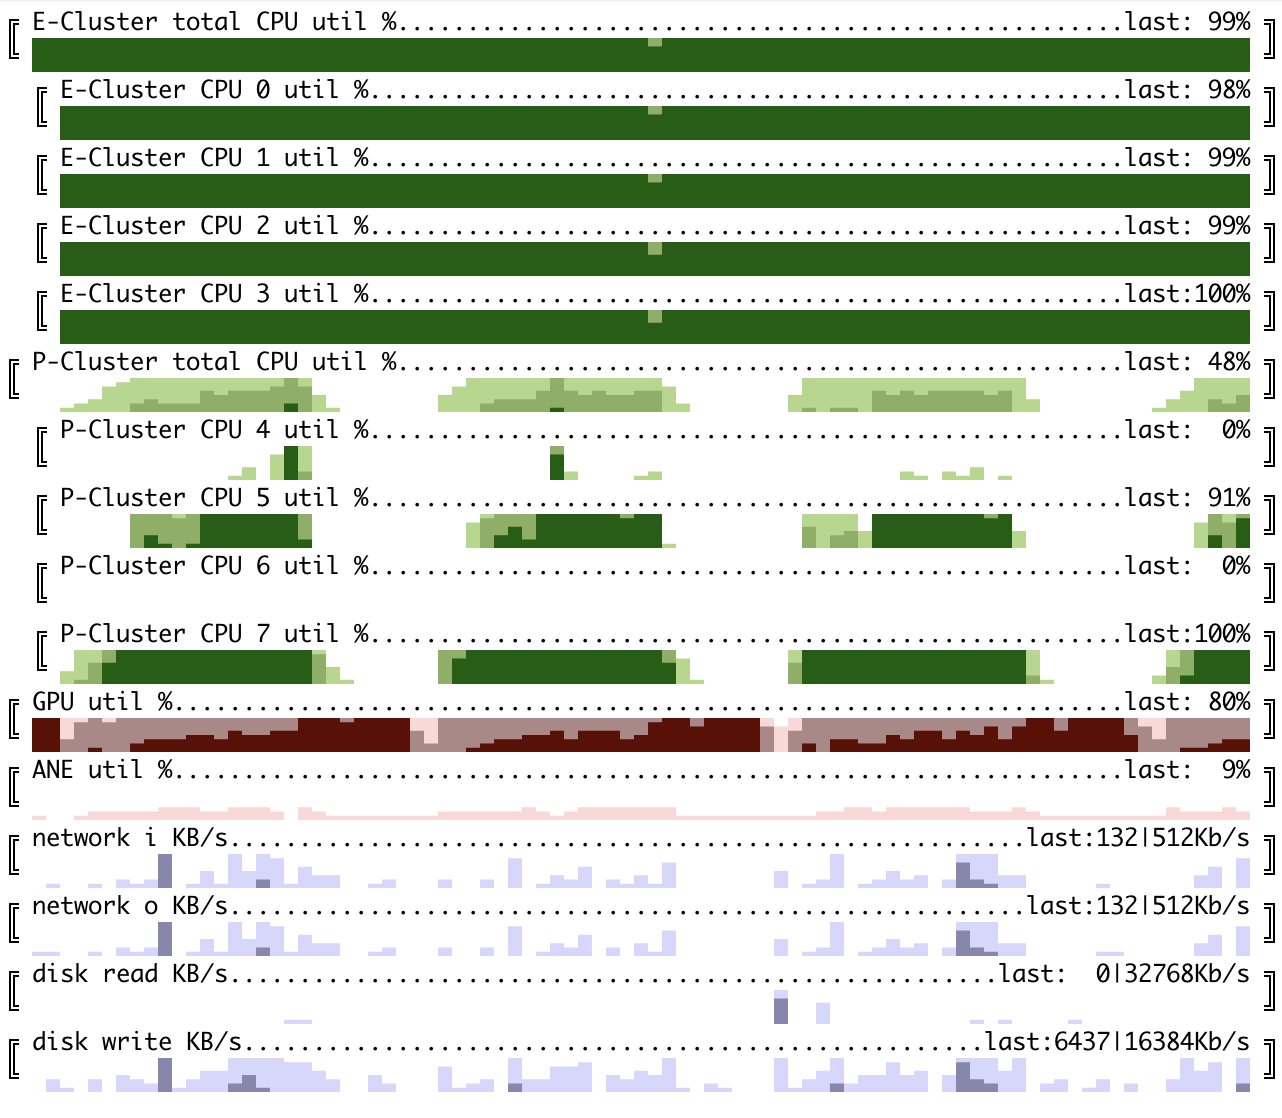 E-Cluster total CPU util %....................................................last: 99%
E-Cluster CPU 0 util %......................................................last: 98%
E-Cluster CPU 1 util %......................................................last: 99%
E-Cluster CPU 2 util %......................................................last: 99%
E-Cluster CPU 3 util %......................................................last:100%
P-Cluster total CPU util %....................................................last: 48%
P-Cluster CPU 4 util %......................................................last:  0%
P-Cluster CPU 5 util %......................................................last: 91%
P-Cluster CPU 6 util %......................................................last:  0%
P-Cluster CPU 7 util %......................................................last:100%
GPU util %....................................................................last: 80%
ANE util %....................................................................last:  9%
network i KB/s.........................................................last:132|512Kb/s
network o KB/s.........................................................last:132|512Kb/s
disk read KB/s.......................................................last:  0|32768Kb/s
disk write KB/s.....................................................last:6437|16384Kb/s